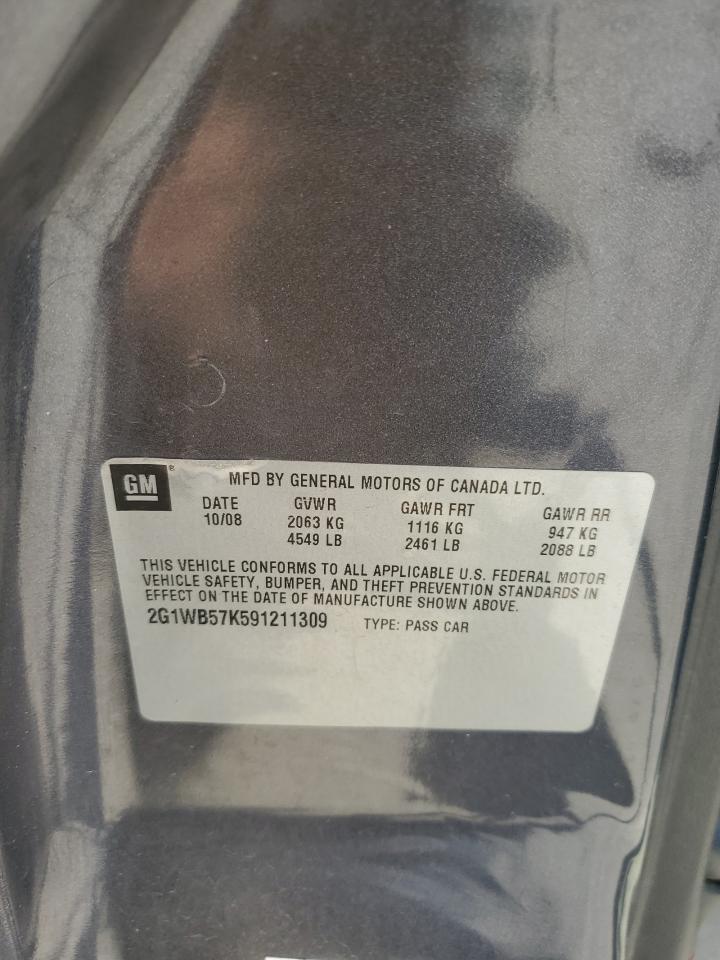 GM® MFD BY GENERAL MOTORS OF CANADA LTD.
DATE GVWR GAWR FRT GAWR RR
10/08 2063 KG 1116 KG 947 KG
4549 LB 2461 LB 2088 LB
THIS VEHICLE CONFORMS TO ALL APPLICABLE U.S. FEDERAL MOTOR
VEHICLE SAFETY, BUMPER, AND THEFT PREVENTION STANDARDS IN
EFFECT ON THE DATE OF MANUFACTURE SHOWN ABOVE.
2G1WB57K591211309 TYPE: PASS CAR